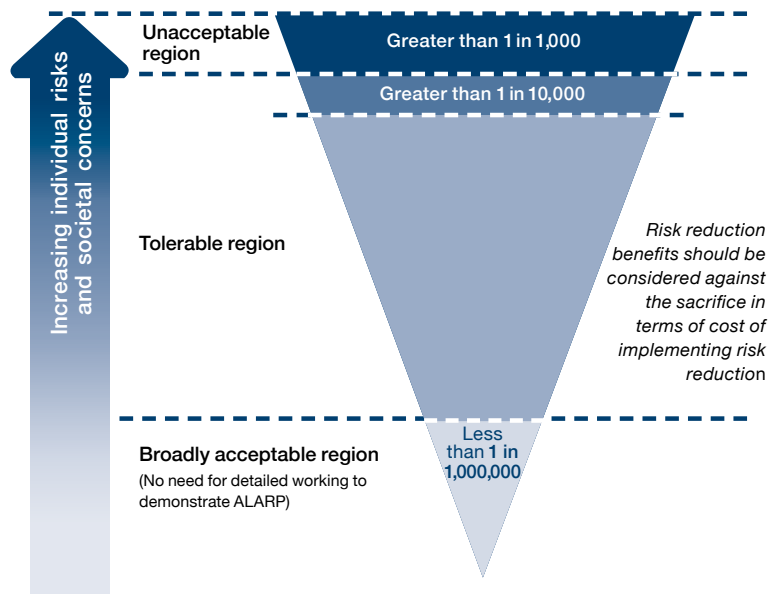 Increasing individual risks
and societal concerns
Unacceptable
region
Greater than 1 in 1,000
Greater than 1 in 10,000
Tolerable region
Risk reduction
benefits should be
considered against
the sacrifice in
terms of cost of
implementing risk
reduction
Broadly acceptable region
(No need for detailed working to
demonstrate ALARP)
Less
than 1 in
1,000,000